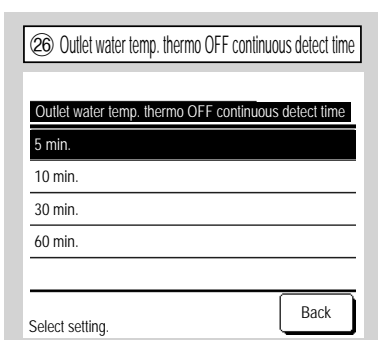 ㉖ Outlet water temp. thermo OFF continuous detect time
Outlet water temp. thermo OFF continuous detect time
5 min.
10 min.
30 min.
60 min.
Back
Select setting.